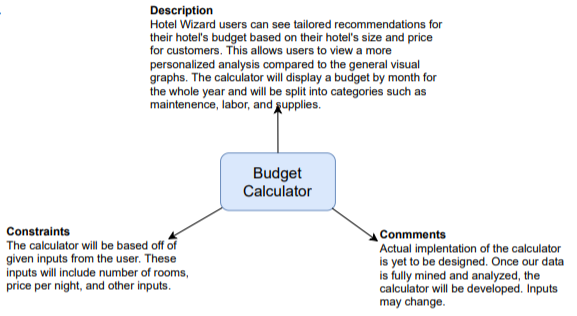 Description
Hotel Wizard users can see tailored recommendations for
their hotel's budget based on their hotel's size and price
for customers. This allows users to view a more
personalized analysis compared to the general visual
graphs. The calculator will display a budget by month for
the whole year and will be split into categories such as
maintenence, labor, and supplies.
Budget
Calculator
Constraints
The calculator will be based off of
given inputs from the user. These
inputs will include number of rooms,
price per night, and other inputs.
Conmments
Actual implentation of the calculator
is yet to be designed. Once our data
is fully mined and analyzed, the
calculator will be developed. Inputs
may change.